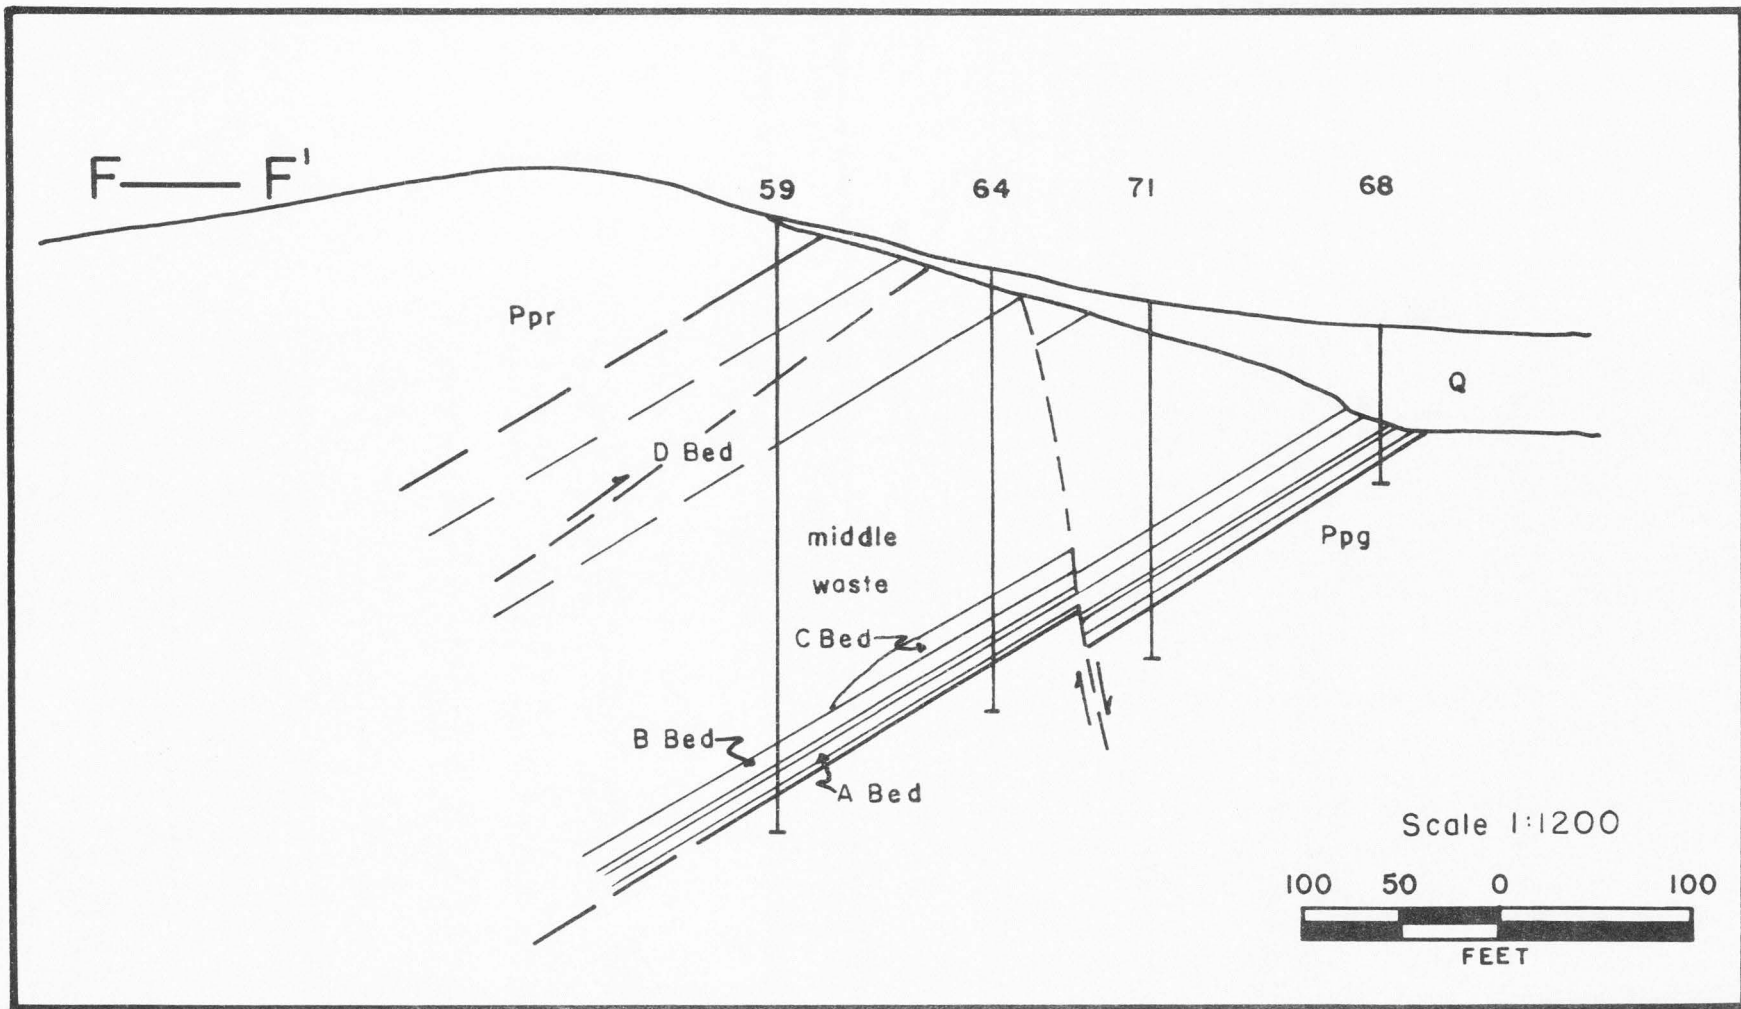 F — F'
59 64 71 68
Ppr
Q
D Bed
middle
waste
Ppg
C Bed
B Bed
A Bed
Scale 1:1200
100 50 0 100
FEET